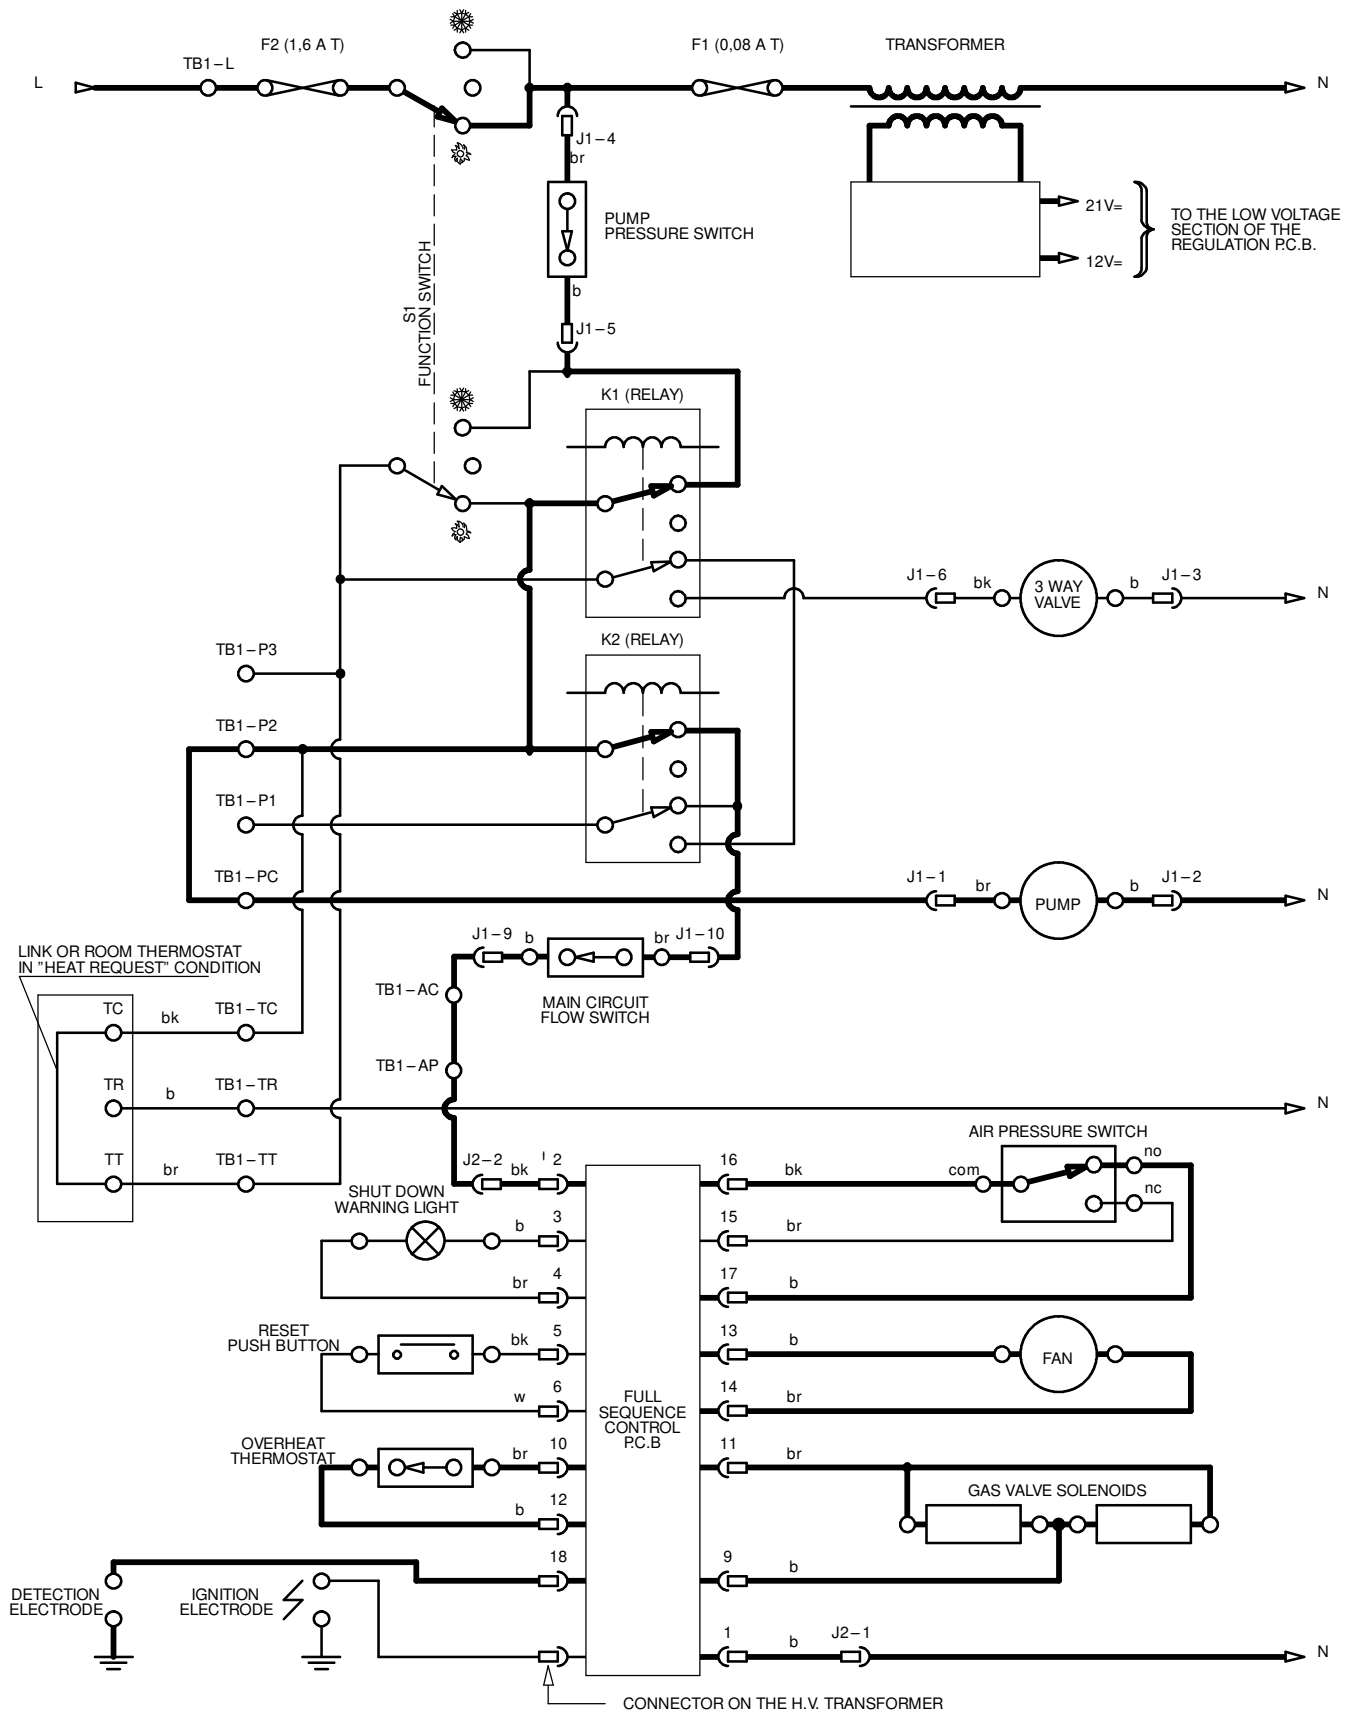 F2 (1,6 A T)
F1 (0,08 A T)
TRANSFORMER
TB1–L
L
N
J1–4
br
PUMP
PRESSURE SWITCH
21V=
12V=
TO THE LOW VOLTAGE
SECTION OF THE
REGULATION P.C.B.
b
J1–5
S1
FUNCTION SWITCH
K1 (RELAY)
J1–6
bk
3 WAY
VALVE
b
J1–3
N
K2 (RELAY)
TB1–P3
TB1–P2
TB1–P1
TB1–PC
J1–1
br
PUMP
b
J1–2
N
LINK OR ROOM THERMOSTAT
IN "HEAT REQUEST" CONDITION
J1–9
b
br
J1–10
MAIN CIRCUIT
FLOW SWITCH
TB1–AC
TB1–AP
TC
bk
TB1–TC
TR
b
TB1–TR
N
TT
br
TB1–TT
AIR PRESSURE SWITCH
J2–2
bk
2
16
bk
com
no
nc
SHUT DOWN
WARNING LIGHT
b
3
15
br
br
4
17
b
RESET
PUSH BUTTON
bk
5
13
b
FAN
w
6
14
br
FULL
SEQUENCE
CONTROL
P.C.B
OVERHEAT
THERMOSTAT
br
10
11
br
GAS VALVE SOLENOIDS
b
12
18
9
b
DETECTION
ELECTRODE
IGNITION
ELECTRODE
1
b
J2–1
N
CONNECTOR ON THE H.V. TRANSFORMER